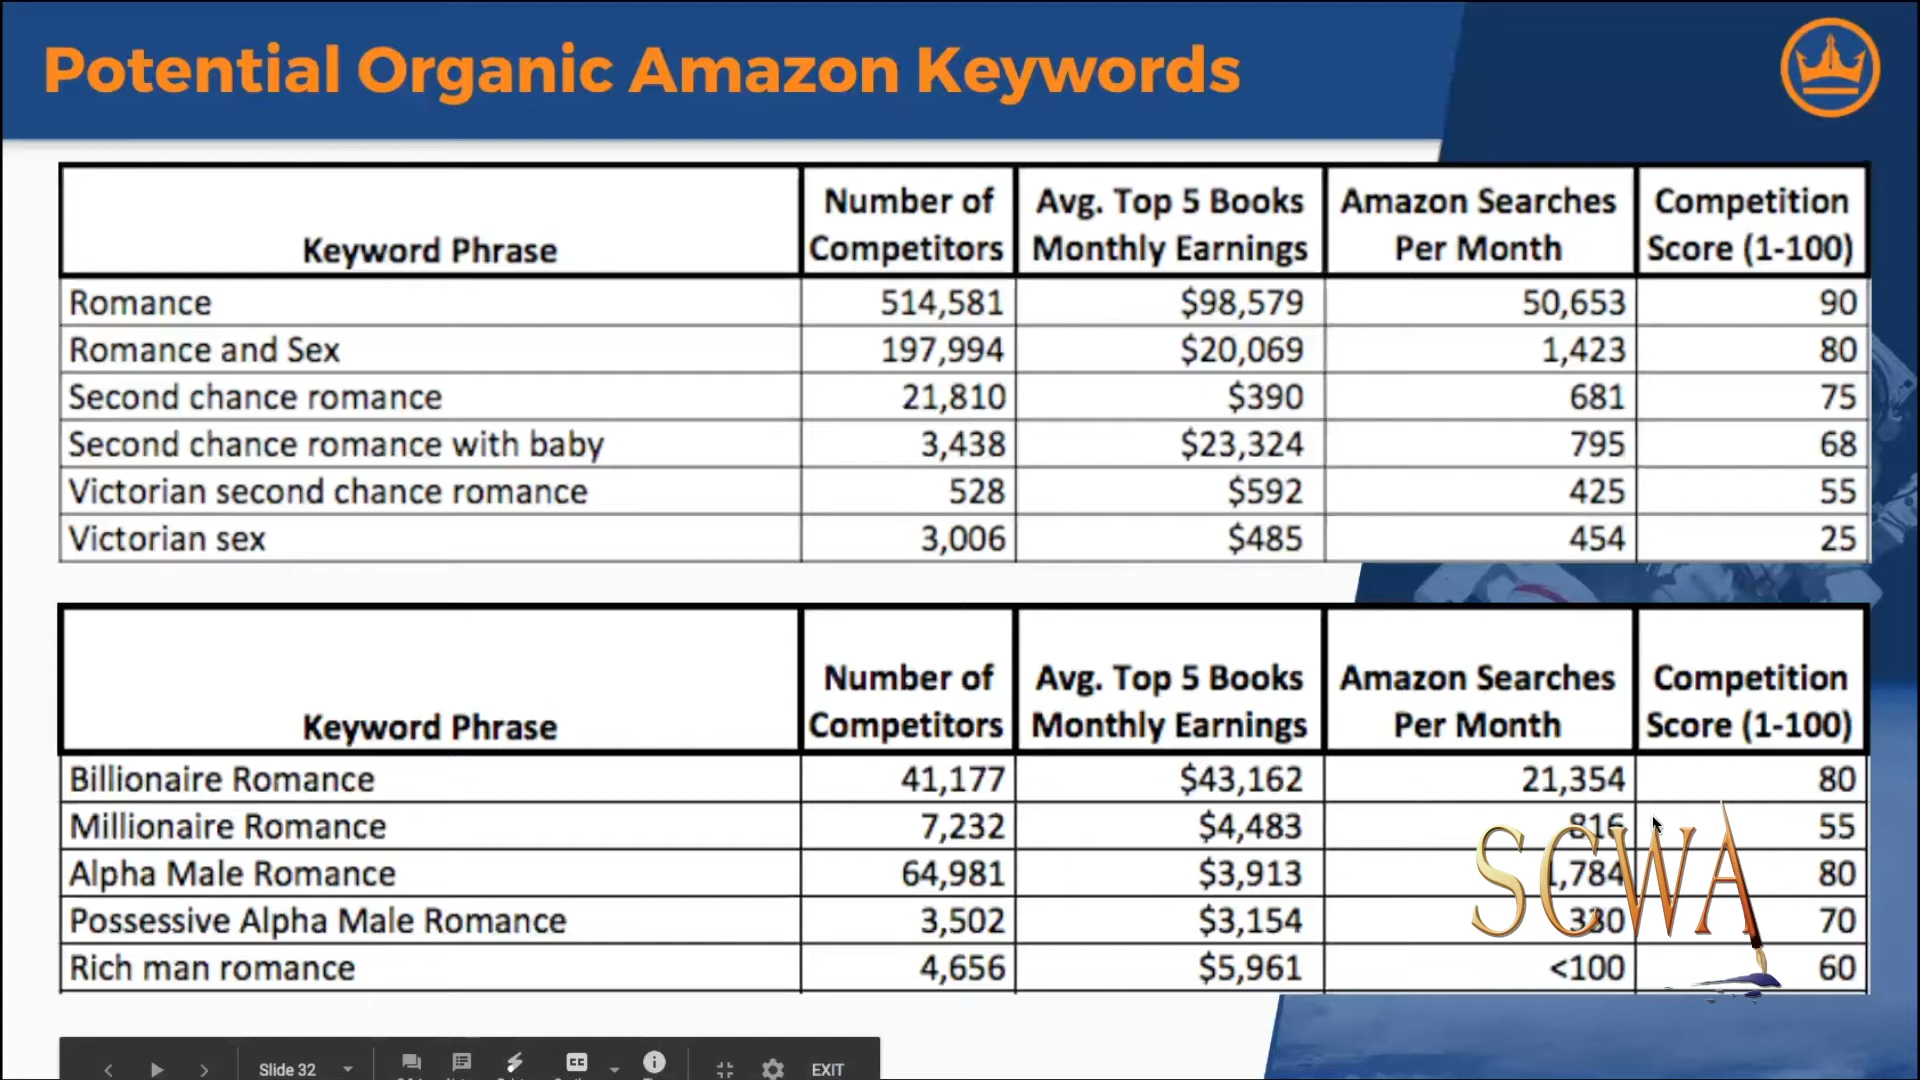 Potential Organic Amazon Keywords
Keyword Phrase Number of Competitors Avg. Top 5 Books Monthly Earnings Amazon Searches Per Month Competition Score (1-100)
Romance 514,581 $98,579 50,653 90
Romance and Sex 197,994 $20,069 1,423 80
Second chance romance 21,810 $390 681 75
Second chance romance with baby 3,438 $23,324 795 68
Victorian second chance romance 528 $592 425 55
Victorian sex 3,006 $485 454 25
Keyword Phrase Number of Competitors Avg. Top 5 Books Monthly Earnings Amazon Searches Per Month Competition Score (1-100)
Billionaire Romance 41,177 $43,162 21,354 80
Millionaire Romance 7,232 $4,483 816 55
Alpha Male Romance 64,981 $3,913 1,784 80
Possessive Alpha Male Romance 3,502 $3,154 330 70
Rich man romance 4,656 $5,961 <100 60
SCWA
Slide 32 CC EXIT